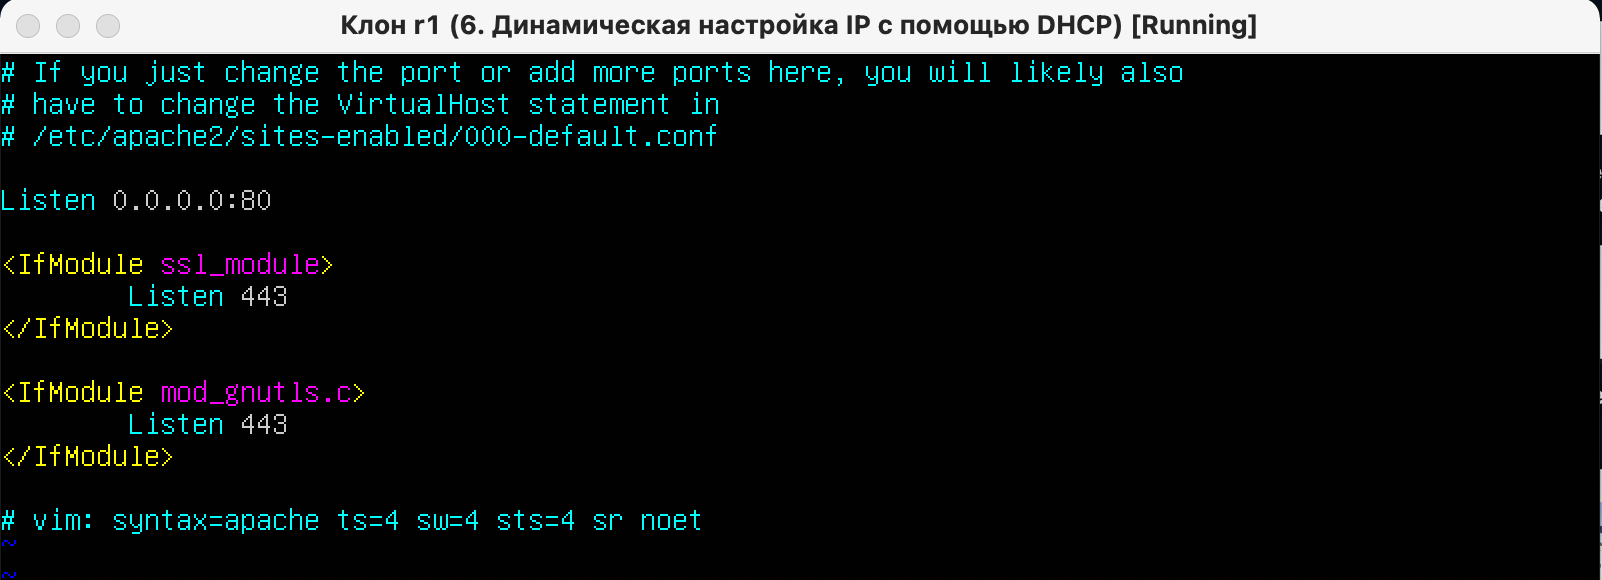 Клон r1 (6. Динамическая настройка IP с помощью DHCP) [Running]
# If you just change the port or add more ports here, you will likely also
# have to change the VirtualHost statement in
# /etc/apache2/sites-enabled/000-default.conf
Listen 0.0.0.0:80
<IfModule ssl_module>
        Listen 443
</IfModule>
<IfModule mod_gnutls.c>
        Listen 443
</IfModule>
# vim: syntax=apache ts=4 sw=4 sts=4 sr noet
~
~